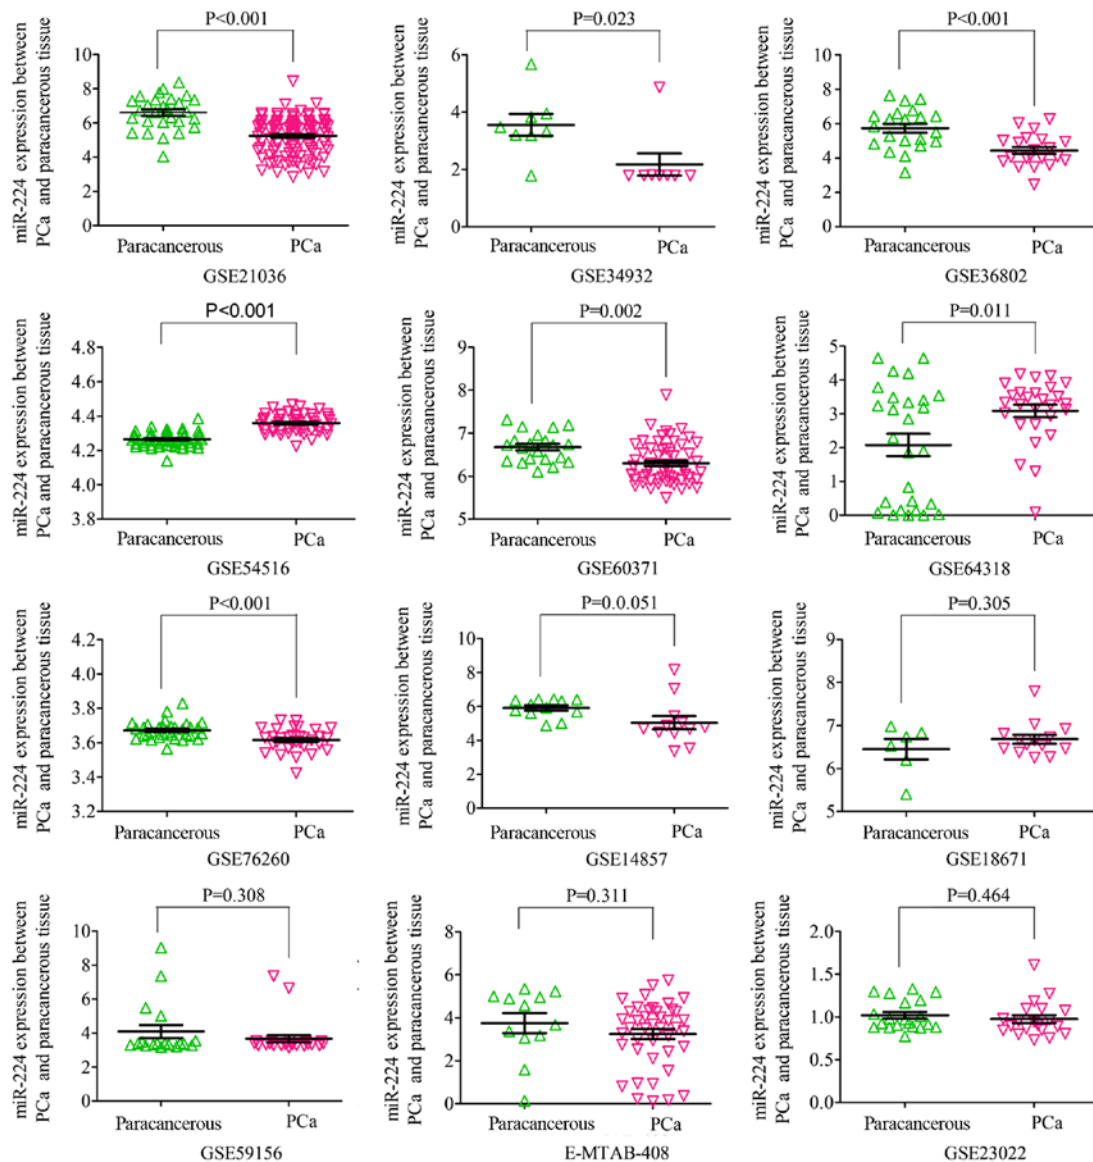 P<0.001
miR-224 expression between
PCa and paracancerous tissue
10
8
6
4
2
0
Paracancerous
PCa
GSE21036
P=0.023
miR-224 expression between
PCa and paracancerous tissue
6
4
2
0
Paracancerous
PCa
GSE34932
P<0.001
miR-224 expression between
PCa and paracancerous tissue
10
8
6
4
2
0
Paracancerous
PCa
GSE36802
P<0.001
miR-224 expression between
PCa and paracancerous tissue
4.8
4.6
4.4
4.2
4.0
3.8
Paracancerous
PCa
GSE54516
P=0.002
miR-224 expression between
PCa and paracancerous tissue
9
8
7
6
5
Paracancerous
PCa
GSE60371
P=0.011
miR-224 expression between
PCa and paracancerous tissue
5
4
3
2
1
0
Paracancerous
PCa
GSE64318
P<0.001
miR-224 expression between
PCa and paracancerous tissue
4.2
4.0
3.8
3.6
3.4
3.2
Paracancerous
PCa
GSE76260
P=0.0.051
miR-224 expression between
PCa and paracancerous tissue
10
8
6
4
2
0
Paracancerous
PCa
GSE14857
P=0.305
miR-224 expression between
PCa and paracancerous tissue
9
8
7
6
5
Paracancerous
PCa
GSE18671
P=0.308
miR-224 expression between
PCa and paracancerous tissue
10
8
6
4
2
0
Paracancerous
PCa
GSE59156
P=0.311
miR-224 expression between
PCa and paracancerous tissue
8
6
4
2
0
Paracancerous
PCa
E-MTAB-408
P=0.464
miR-224 expression between
PCa and paracancerous tissue
2.0
1.5
1.0
0.5
0.0
Paracancerous
PCa
GSE23022